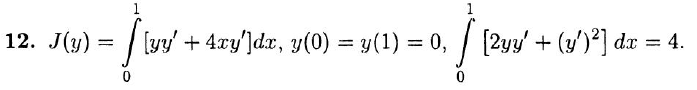 12. J(y) = ∫₀¹ [yy′ + 4xy′]dx, y(0) = y(1) = 0, ∫₀¹ [2yy′ + (y′)²] dx = 4.